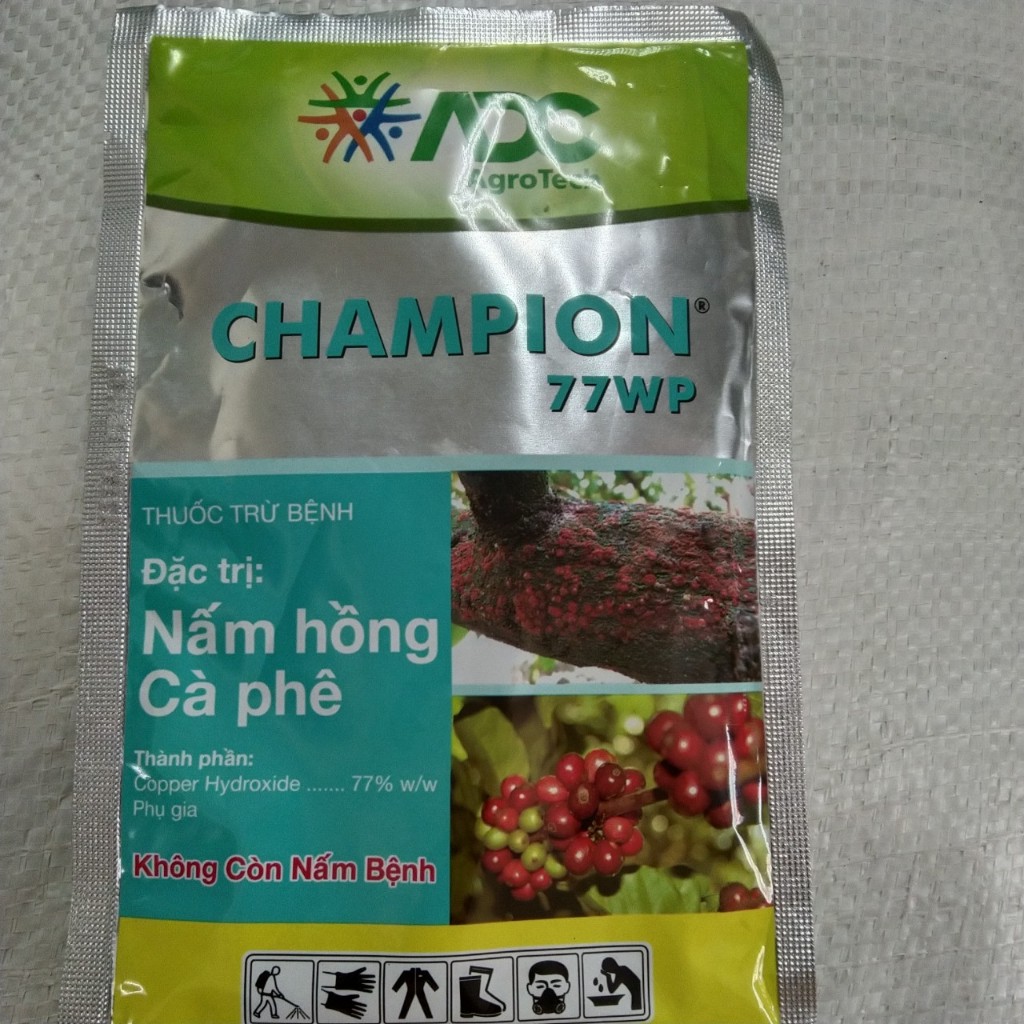 ADC
AgroTech
CHAMPION®
77WP
THUỐC TRỪ BỆNH
Đặc trị:
Nấm hồng
Cà phê
Thành phần:
Copper Hydroxide ....... 77% w/w
Phụ gia
Không Còn Nấm Bệnh